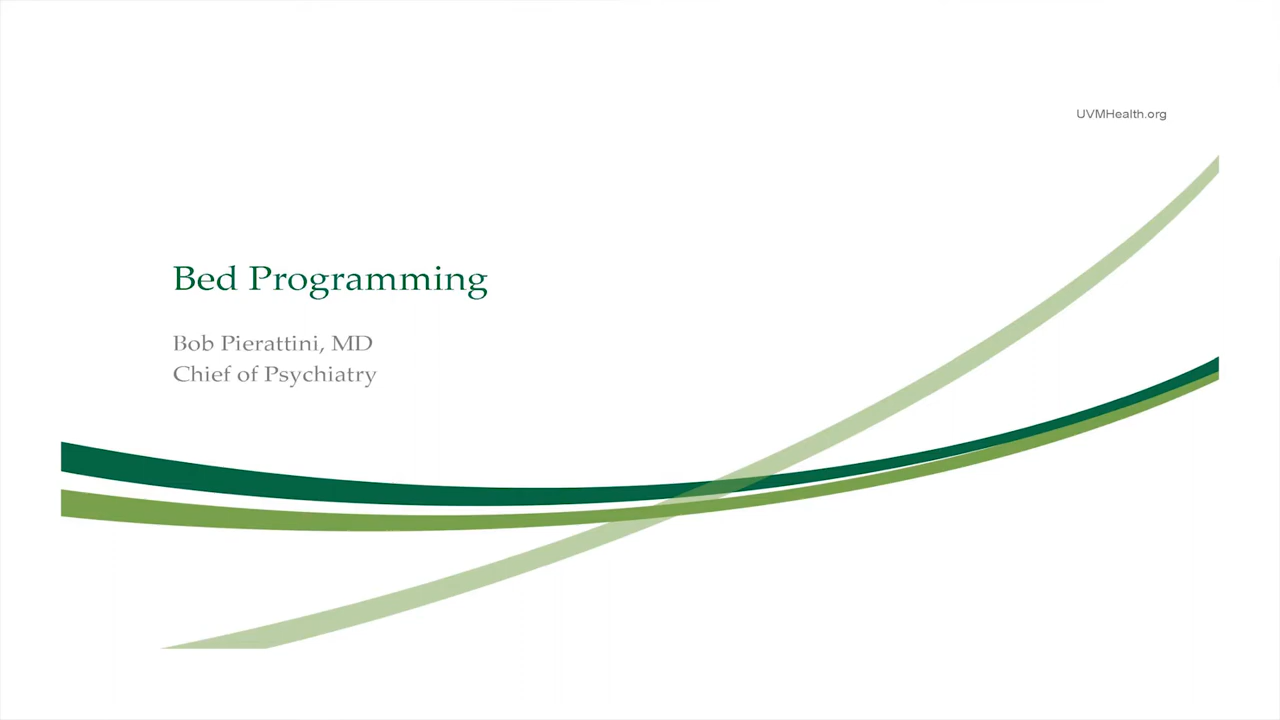 UVMHealth.org
Bed Programming
Bob Pierattini, MD
Chief of Psychiatry